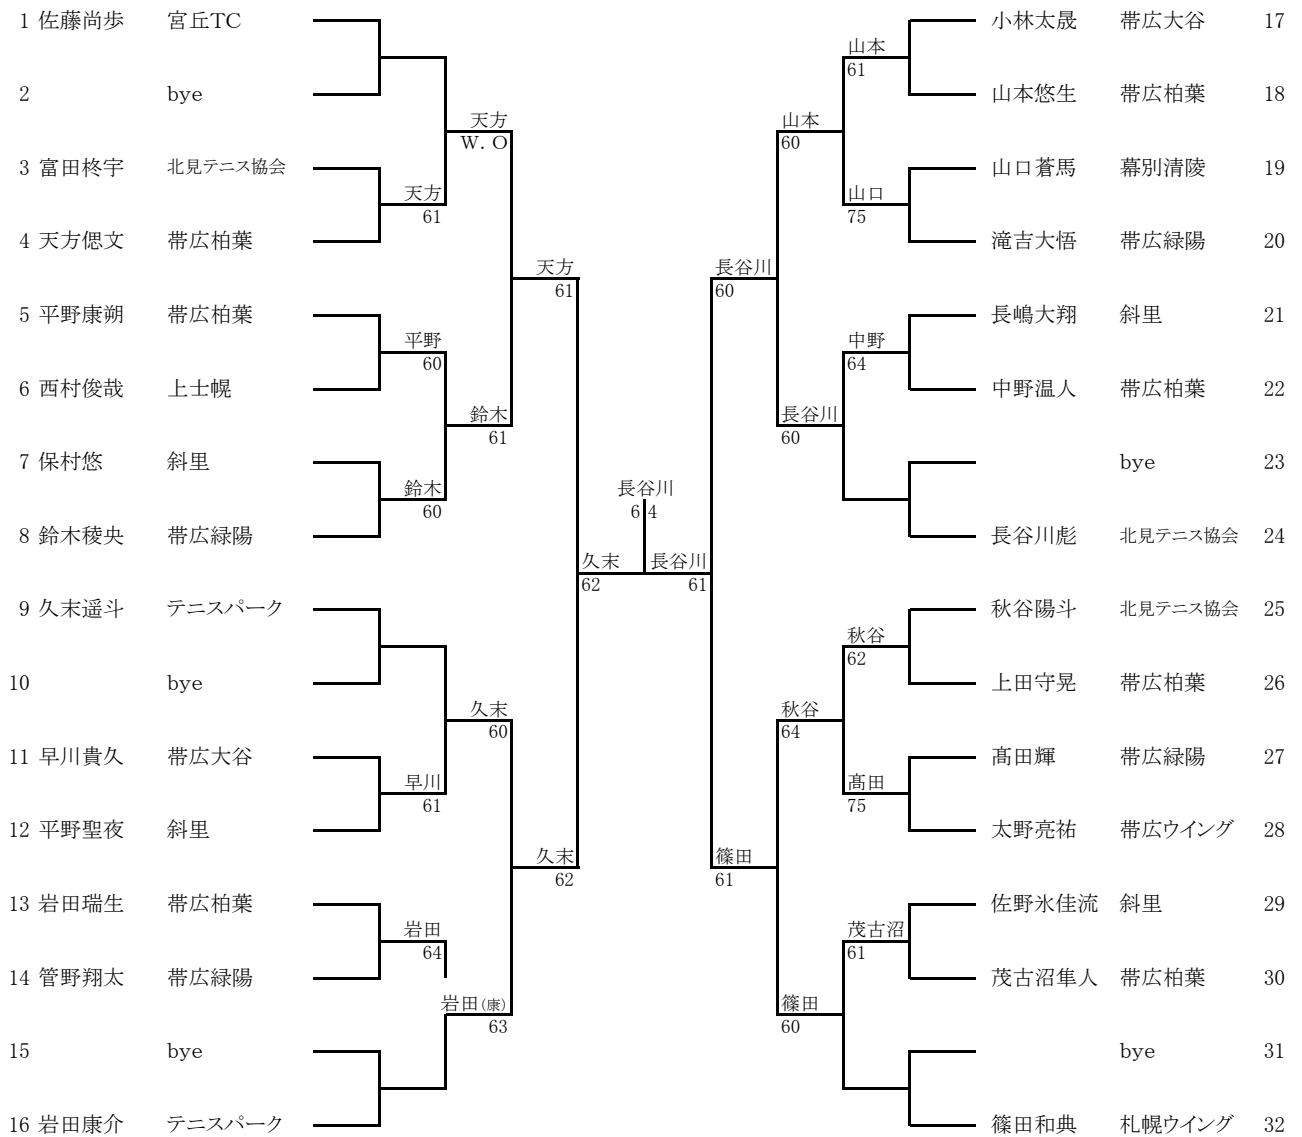 1 佐藤尚歩 宮丘TC
2 bye
3 富田柊宇 北見テニス協会
4 天方偲文 帯広柏葉
5 平野康朔 帯広柏葉
6 西村俊哉 上士幌
7 保村悠 斜里
8 鈴木稜央 帯広緑陽
9 久末遥斗 テニスパーク
10 bye
11 早川貴久 帯広大谷
12 平野聖夜 斜里
13 岩田瑞生 帯広柏葉
14 管野翔太 帯広緑陽
15 bye
16 岩田康介 テニスパーク
天方
61
平野
60
鈴木
60
早川
61
岩田
64
天方
W.O
鈴木
61
久末
60
岩田(康)
63
天方
61
久末
62
久末
62
長谷川
64
長谷川
61
長谷川
60
篠田
61
山本
60
長谷川
60
秋谷
64
篠田
60
山本
61
山口
75
中野
64
秋谷
62
髙田
75
茂古沼
61
小林太晟 帯広大谷 17
山本悠生 帯広柏葉 18
山口蒼馬 幕別清陵 19
滝吉大悟 帯広緑陽 20
長嶋大翔 斜里 21
中野温人 帯広柏葉 22
bye 23
長谷川彪 北見テニス協会 24
秋谷陽斗 北見テニス協会 25
上田守晃 帯広柏葉 26
髙田輝 帯広緑陽 27
太野亮祐 帯広ウイング 28
佐野氷佳流 斜里 29
茂古沼隼人 帯広柏葉 30
bye 31
篠田和典 札幌ウイング 32